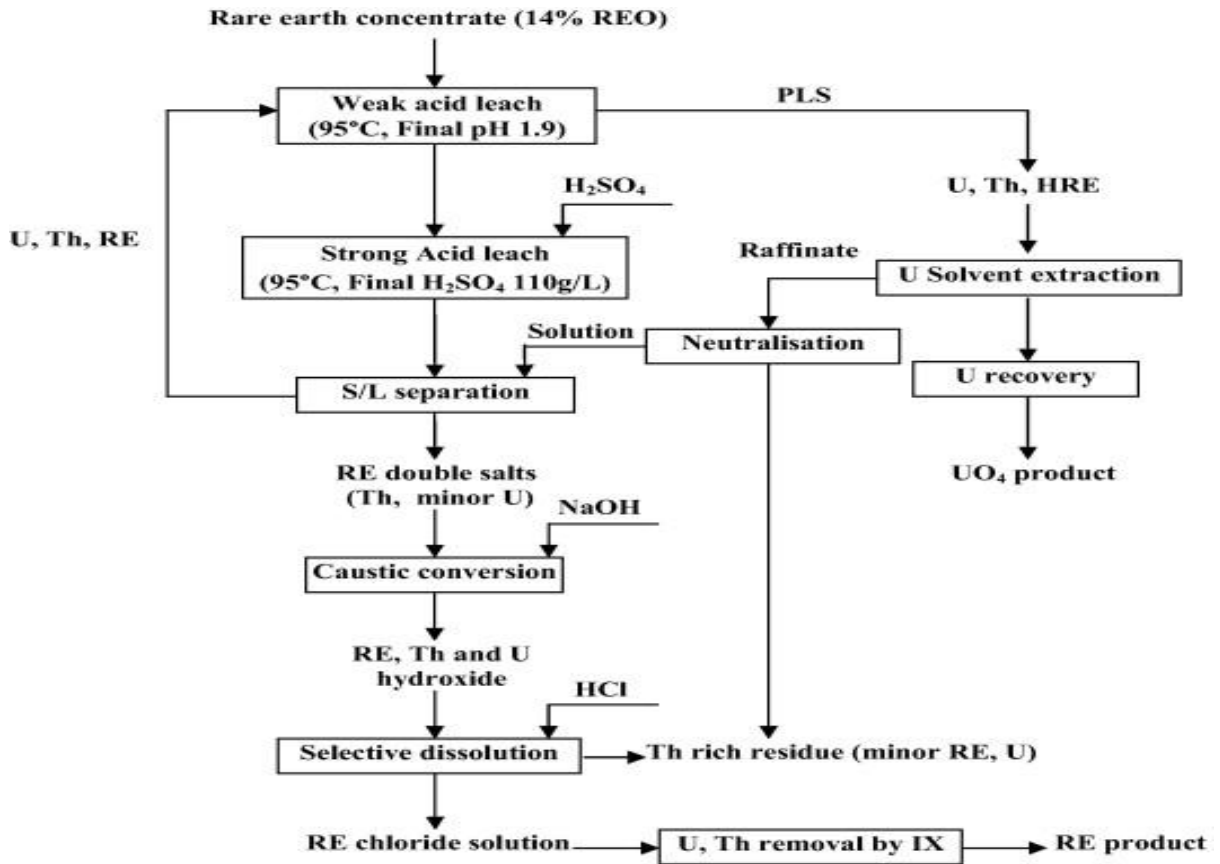 Rare earth concentrate (14% REO)
Weak acid leach
(95°C, Final pH 1.9)
PLS
H₂SO₄
U, Th, HRE
U, Th, RE
Strong Acid leach
(95°C, Final H₂SO₄ 110g/L)
Raffinate
U Solvent extraction
Solution
Neutralisation
U recovery
S/L separation
RE double salts
(Th, minor U)
UO₄ product
NaOH
Caustic conversion
RE, Th and U
hydroxide
HCl
Selective dissolution
Th rich residue (minor RE, U)
RE chloride solution
U, Th removal by IX
RE product